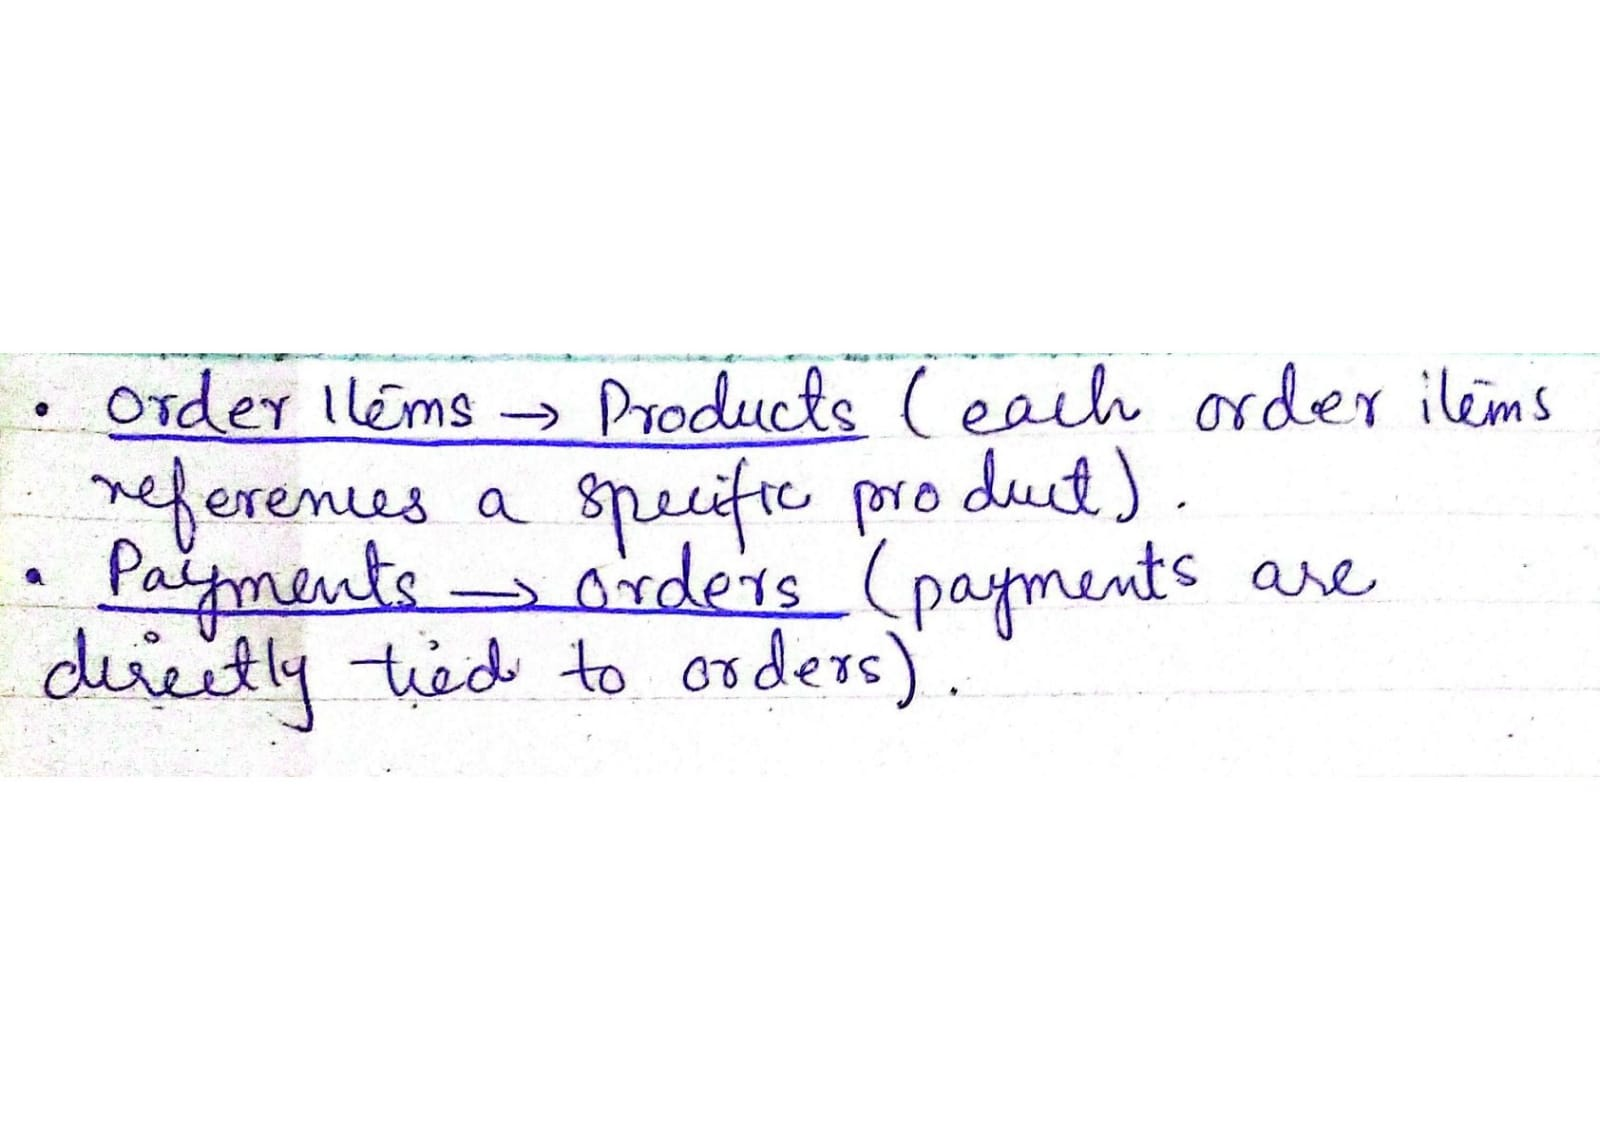 • Order Items → Products (each order items
references a specific product).
• Payments → orders (payments are
directly tied to orders).